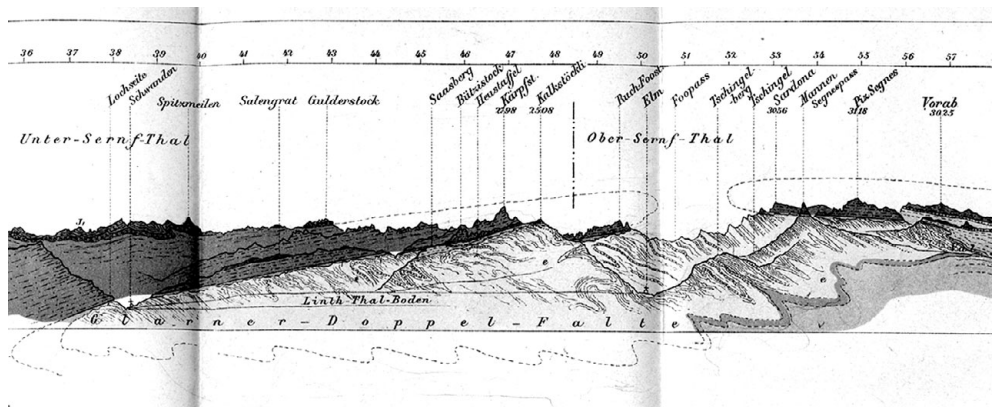 36 37 38 39 40 41 42 43 44 45 46 47 48 49 50 51 52 53 54 55 56 57
Lochseite
Schwanden
Spitzmeilen
Salengrat
Gulderstock
Saasberg
Bützistock
Heustaffel
Kärpfst.
2798
Kalkstöckli
2508
Ruch.Foost
Elm
Foopass
Tschingel-
berg
Tschingel
Sardona
3056
Mannen
Segnespass
Piz Segnes
3118
Vorab
3025
Unter-Sernf-Thal
Ober-Sernf-Thal
Linth Thal-Boden
Glarner-Doppel-Falte